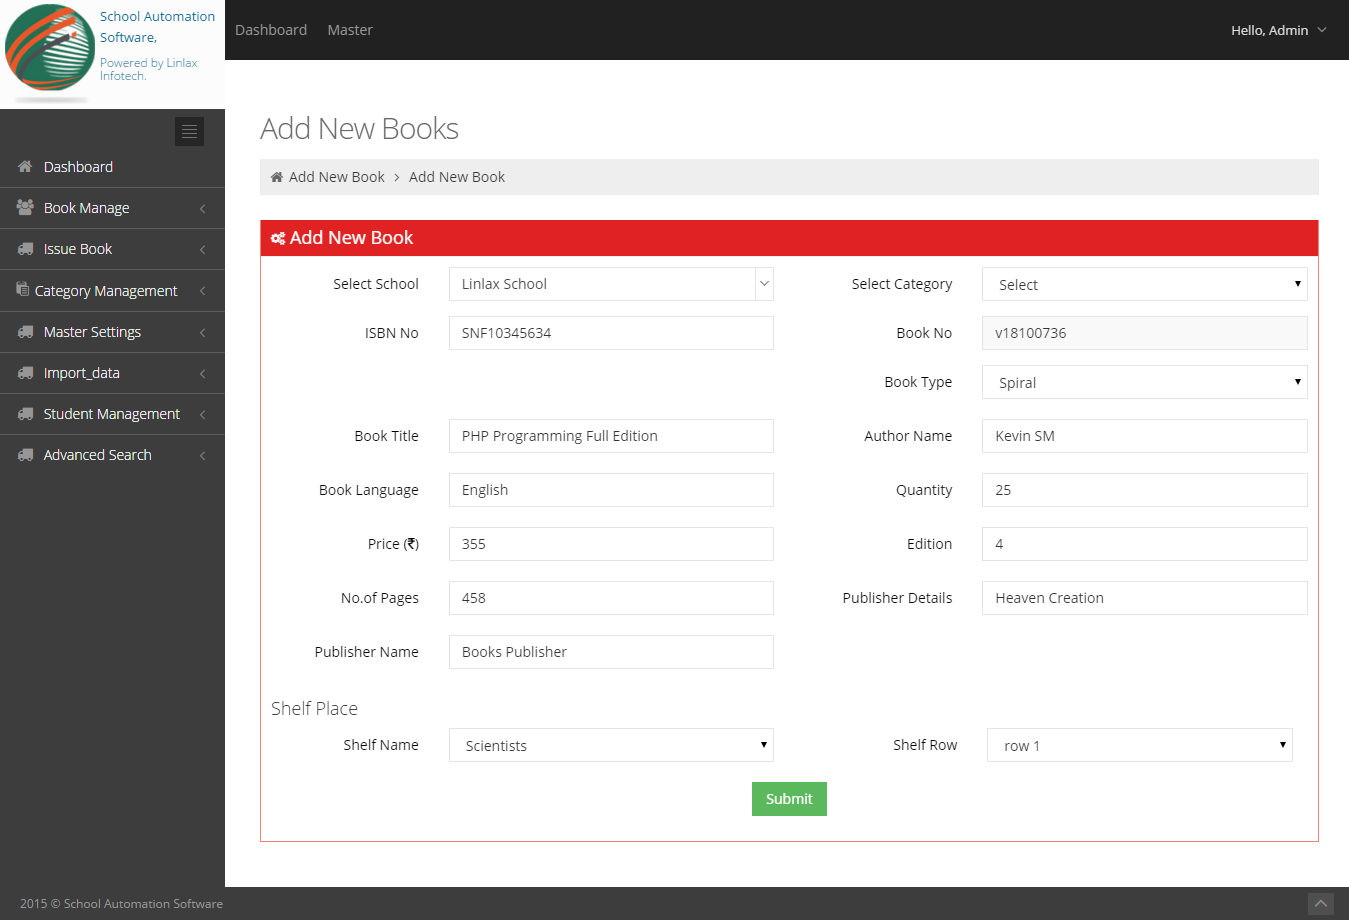 School Automation
Software,
Powered by Linlax
Infotech.
Dashboard Master
Hello, Admin
Dashboard
Book Manage
Issue Book
Category Management
Master Settings
Import_data
Student Management
Advanced Search
Add New Books
Add New Book > Add New Book
Add New Book
Select School Linlax School Select Category Select
ISBN No SNF10345634 Book No v18100736
Book Type Spiral
Book Title PHP Programming Full Edition Author Name Kevin SM
Book Language English Quantity 25
Price (₹) 355 Edition 4
No.of Pages 458 Publisher Details Heaven Creation
Publisher Name Books Publisher
Shelf Place
Shelf Name Scientists Shelf Row row 1
Submit
2015 © School Automation Software